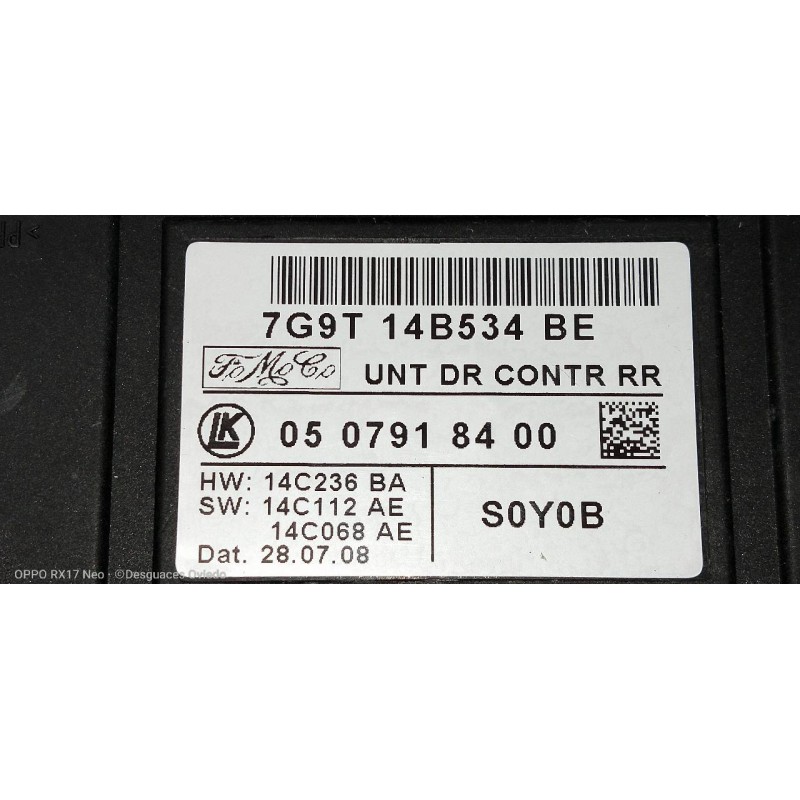 7G9T 14B534 BE
FoMoCo
UNT DR CONTR RR
LK
05 0791 84 00
HW: 14C236 BA
SW: 14C112 AE
14C068 AE
Dat. 28.07.08
S0Y0B
OPPO RX17 Neo · ©Desguaces Oviedo